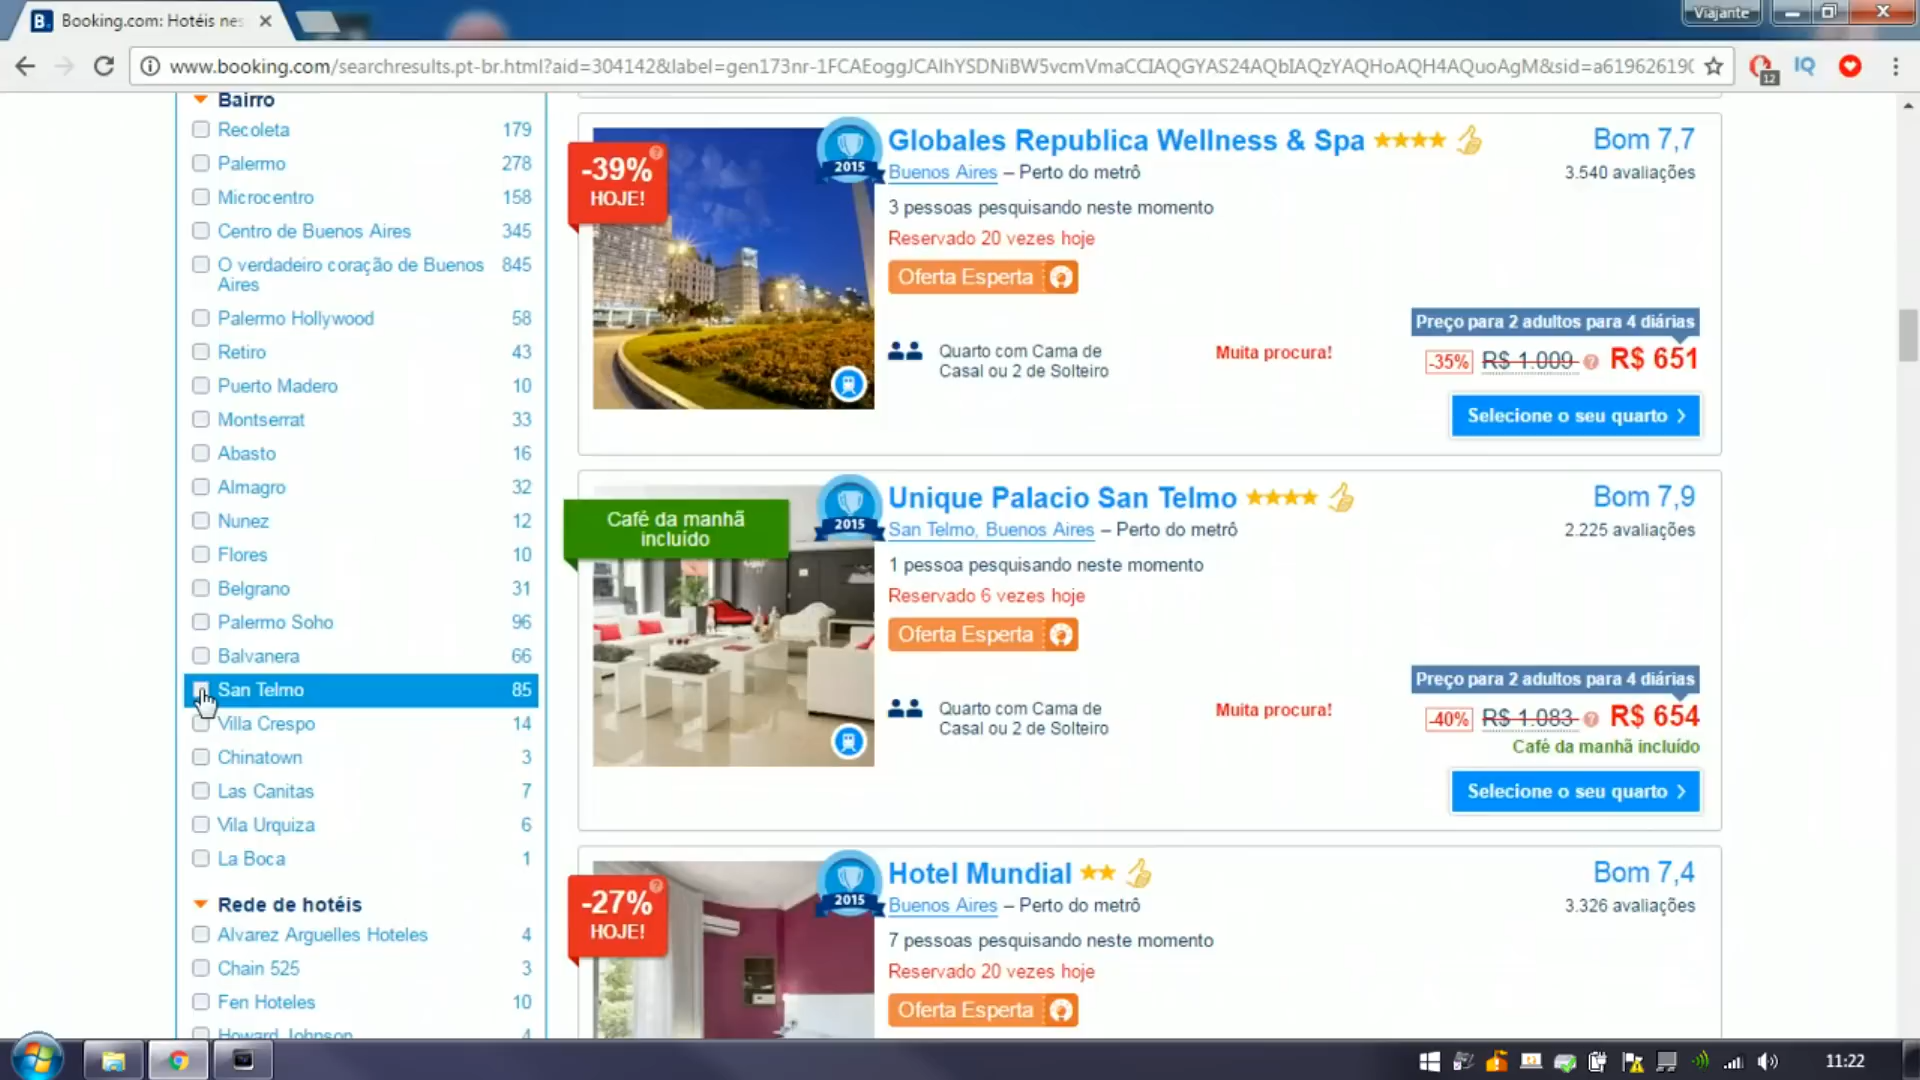 Booking.com: Hotéis nes
Viajante
www.booking.com/searchresults.pt-br.html?aid=304142&label=gen173nr-1FCAEoggJCAlhYSDNiBW5vcmVmaCCIAQGYAS24AQbIAQzYAQHoAQH4AQuoAgM&sid=a61962619(
12
IQ
Bairro
Recoleta 179
Palermo 278
Microcentro 158
Centro de Buenos Aires 345
O verdadeiro coração de Buenos 845
Aires
Palermo Hollywood 58
Retiro 43
Puerto Madero 10
Montserrat 33
Abasto 16
Almagro 32
Nunez 12
Flores 10
Belgrano 31
Palermo Soho 96
Balvanera 66
San Telmo 85
Villa Crespo 14
Chinatown 3
Las Canitas 7
Vila Urquiza 6
La Boca 1
Rede de hotéis
Alvarez Arguelles Hoteles 4
Chain 525 3
Fen Hoteles 10
Howard Johnson 4
-39%
HOJE!
2015
Globales Republica Wellness & Spa
Bom 7,7
Buenos Aires – Perto do metrô
3.540 avaliações
3 pessoas pesquisando neste momento
Reservado 20 vezes hoje
Oferta Esperta
Preço para 2 adultos para 4 diárias
Quarto com Cama de
Casal ou 2 de Solteiro
Muita procura!
-35% R$ 1.009 R$ 651
Selecione o seu quarto
Café da manhã
incluído
2015
Unique Palacio San Telmo
Bom 7,9
San Telmo, Buenos Aires – Perto do metrô
2.225 avaliações
1 pessoa pesquisando neste momento
Reservado 6 vezes hoje
Oferta Esperta
Preço para 2 adultos para 4 diárias
Quarto com Cama de
Casal ou 2 de Solteiro
Muita procura!
-40% R$ 1.083 R$ 654
Café da manhã incluído
Selecione o seu quarto
-27%
HOJE!
2015
Hotel Mundial
Bom 7,4
Buenos Aires – Perto do metrô
3.326 avaliações
7 pessoas pesquisando neste momento
Reservado 20 vezes hoje
Oferta Esperta
11:22